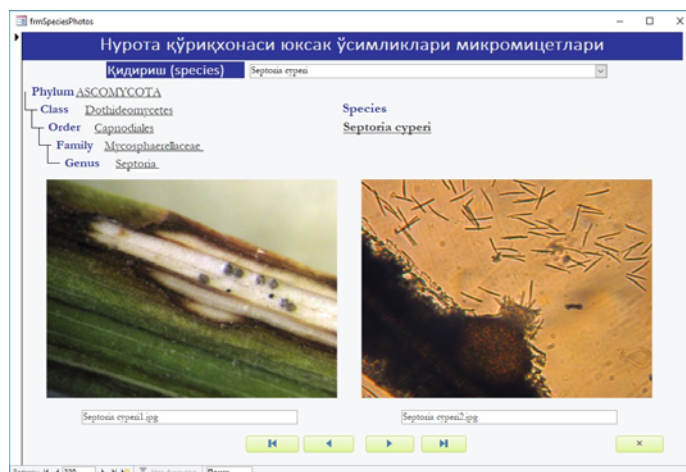 frmSpeciesPhotos
Нурота қўриқхонаси юксак ўсимликлари микромицетлари
Қидириш (species) Septoria cyperi
Phylum ASCOMYCOTA
Class Dothideomycetes
Species
Order Capnodiales
Septoria cyperi
Family Mycosphaerellaceae
Genus Septoria
Septoria cyperi1.jpg Septoria cyperi2.jpg